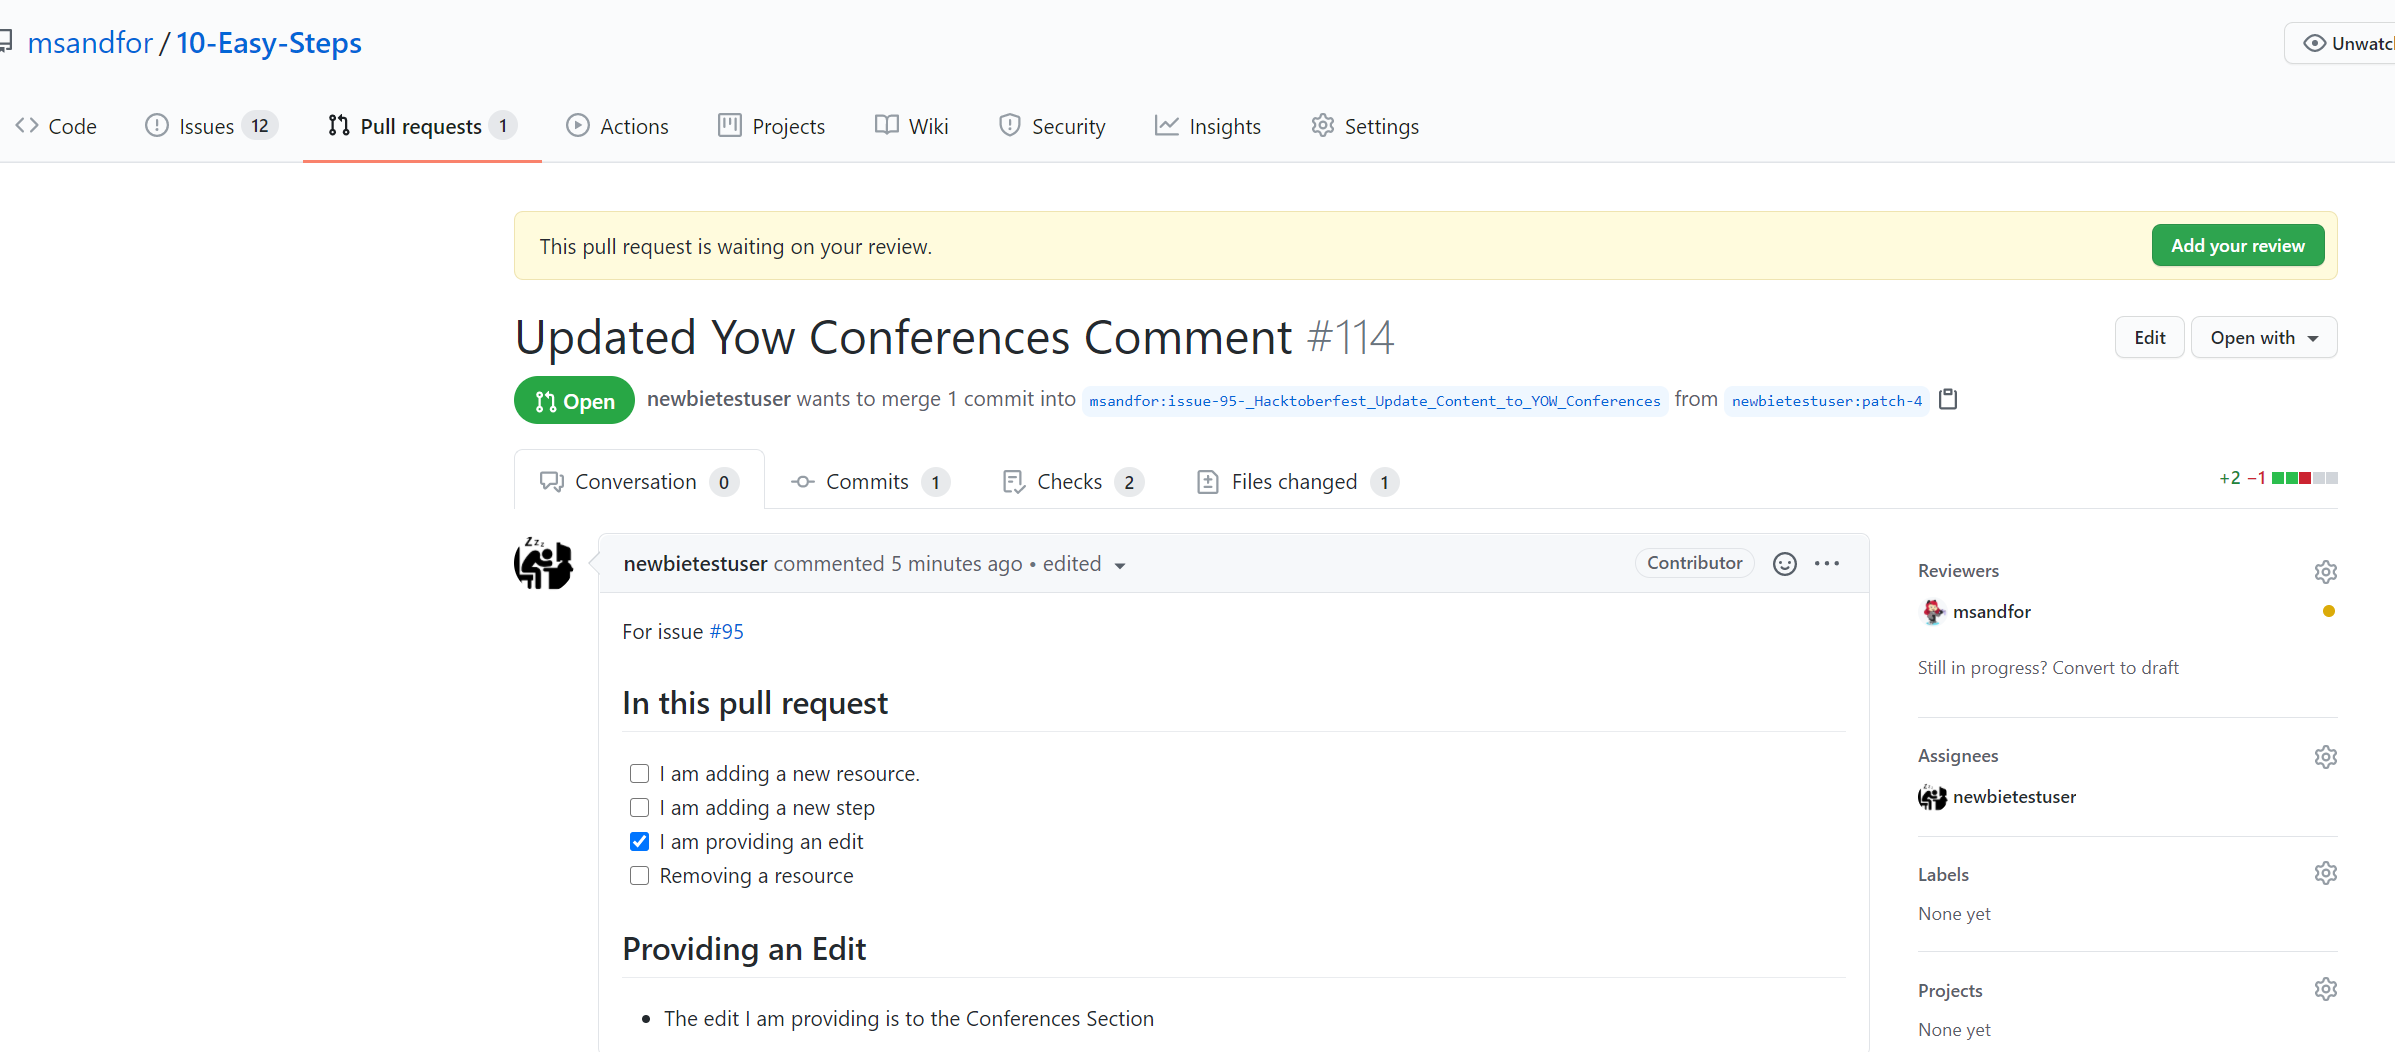 msandfor / 10-Easy-Steps
Unwatch
Code Issues 12 Pull requests 1 Actions Projects Wiki Security Insights Settings
This pull request is waiting on your review. Add your review
Updated Yow Conferences Comment #114
Edit Open with
Open newbietestuser wants to merge 1 commit into msandfor:issue-95-_Hacktoberfest_Update_Content_to_YOW_Conferences from newbietestuser:patch-4
Conversation 0 Commits 1 Checks 2 Files changed 1
+2 −1
zzz
newbietestuser commented 5 minutes ago • edited
Contributor
For issue #95
In this pull request
I am adding a new resource.
I am adding a new step
I am providing an edit
Removing a resource
Providing an Edit
• The edit I am providing is to the Conferences Section
Reviewers
msandfor
Still in progress? Convert to draft
Assignees
newbietestuser
Labels
None yet
Projects
None yet